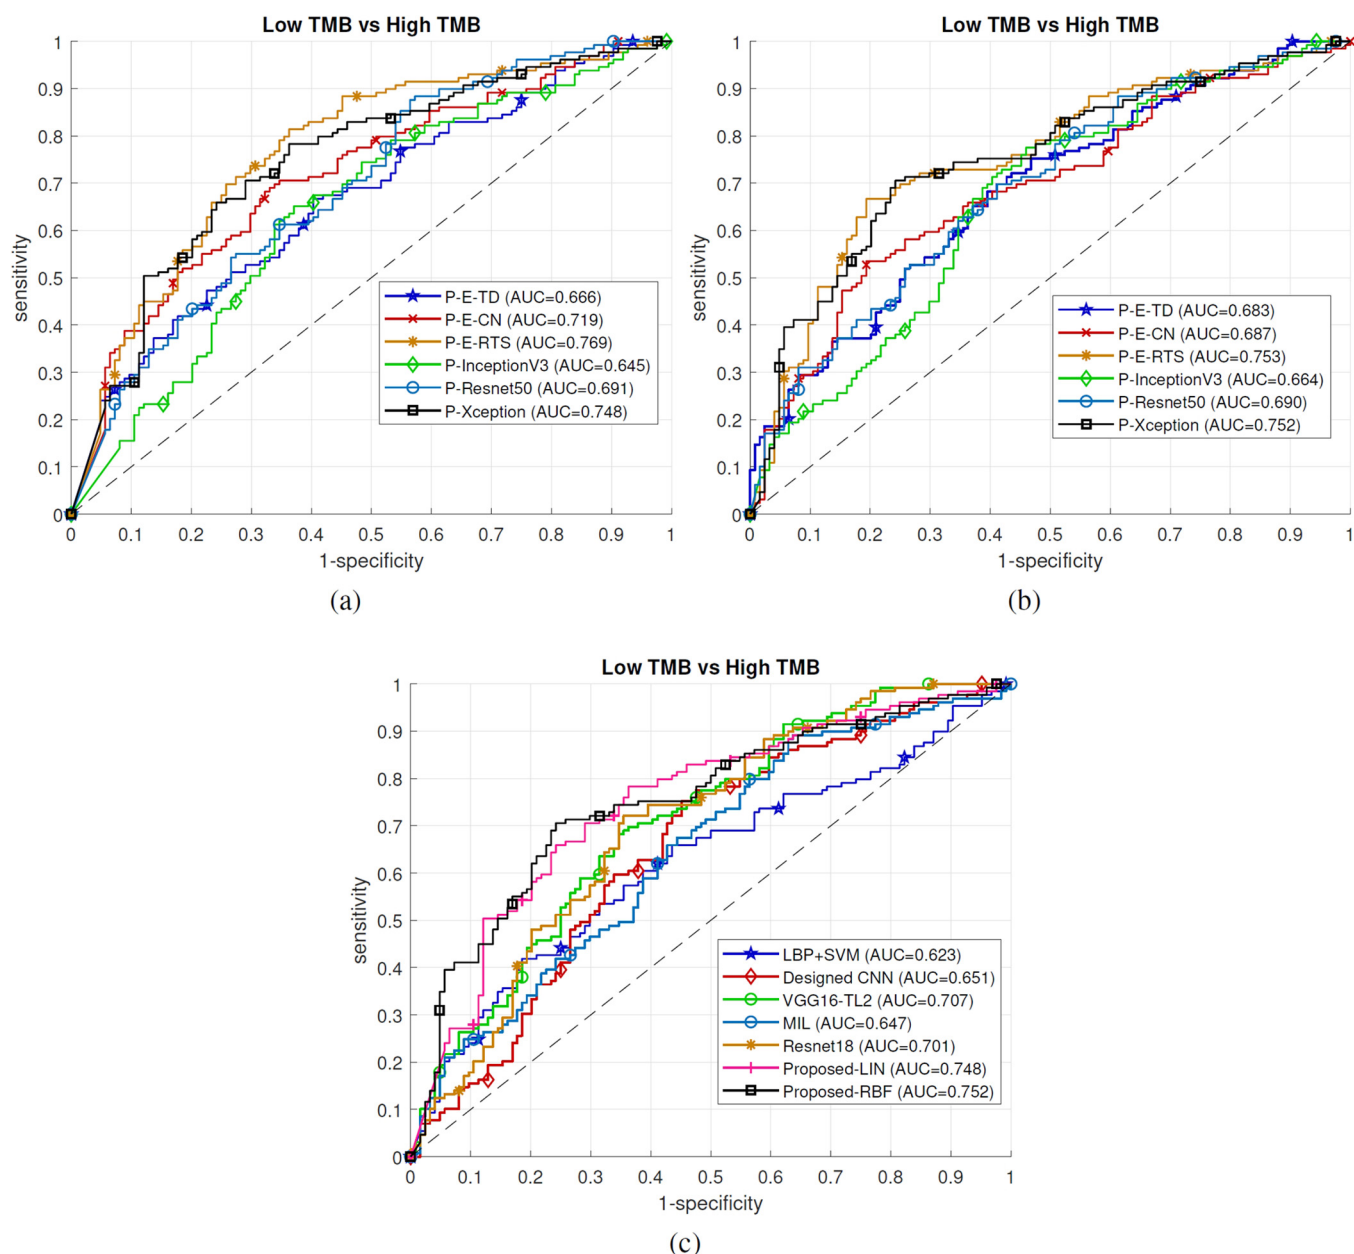 Low TMB vs High TMB
sensitivity
1
0.9
0.8
0.7
0.6
0.5
0.4
0.3
0.2
0.1
0
P-E-TD (AUC=0.666)
P-E-CN (AUC=0.719)
P-E-RTS (AUC=0.769)
P-InceptionV3 (AUC=0.645)
P-Resnet50 (AUC=0.691)
P-Xception (AUC=0.748)
0 0.1 0.2 0.3 0.4 0.5 0.6 0.7 0.8 0.9 1
1-specificity
(a)
Low TMB vs High TMB
sensitivity
1
0.9
0.8
0.7
0.6
0.5
0.4
0.3
0.2
0.1
0
P-E-TD (AUC=0.683)
P-E-CN (AUC=0.687)
P-E-RTS (AUC=0.753)
P-InceptionV3 (AUC=0.664)
P-Resnet50 (AUC=0.690)
P-Xception (AUC=0.752)
0 0.1 0.2 0.3 0.4 0.5 0.6 0.7 0.8 0.9 1
1-specificity
(b)
Low TMB vs High TMB
sensitivity
1
0.9
0.8
0.7
0.6
0.5
0.4
0.3
0.2
0.1
0
LBP+SVM (AUC=0.623)
Designed CNN (AUC=0.651)
VGG16-TL2 (AUC=0.707)
MIL (AUC=0.647)
Resnet18 (AUC=0.701)
Proposed-LIN (AUC=0.748)
Proposed-RBF (AUC=0.752)
0 0.1 0.2 0.3 0.4 0.5 0.6 0.7 0.8 0.9 1
1-specificity
(c)